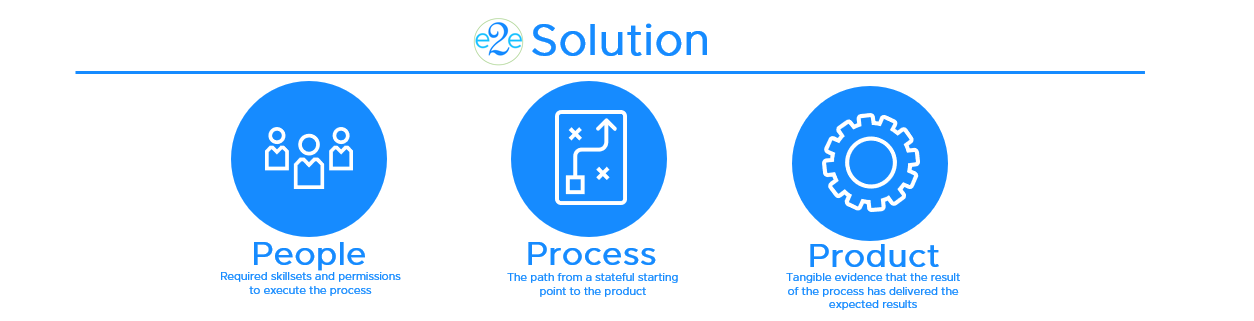 e2e Solution
People
Required skillsets and permissions
to execute the process
Process
The path from a stateful starting
point to the product
Product
Tangible evidence that the result
of the process has delivered the
expected results